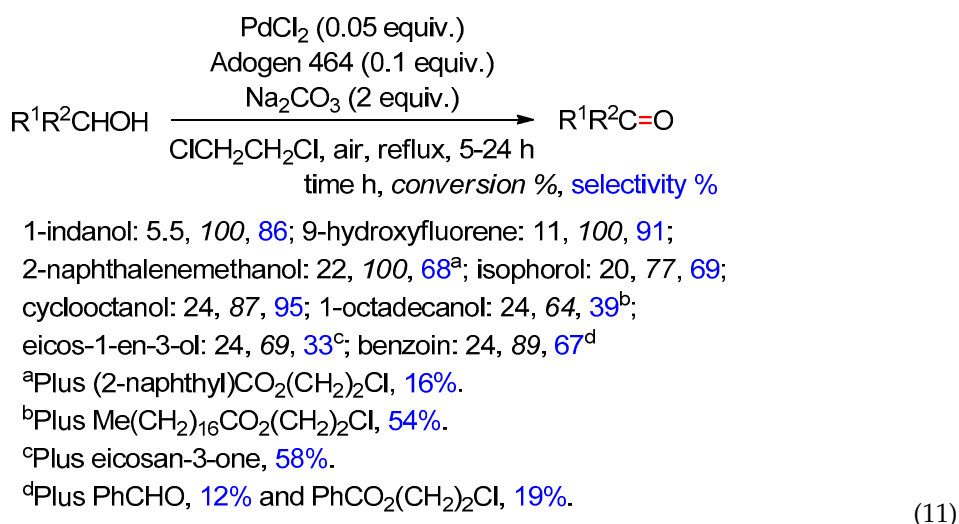 PdCl₂ (0.05 equiv.)
Adogen 464 (0.1 equiv.)
Na₂CO₃ (2 equiv.)
R¹R²CHOH
R¹R²C=O
ClCH₂CH₂Cl, air, reflux, 5-24 h
time h, conversion %, selectivity %
1-indanol: 5.5, 100, 86; 9-hydroxyfluorene: 11, 100, 91;
2-naphthalenemethanol: 22, 100, 68ᵃ; isophorol: 20, 77, 69;
cyclooctanol: 24, 87, 95; 1-octadecanol: 24, 64, 39ᵇ;
eicos-1-en-3-ol: 24, 69, 33ᶜ; benzoin: 24, 89, 67ᵈ
ᵃPlus (2-naphthyl)CO₂(CH₂)₂Cl, 16%.
ᵇPlus Me(CH₂)₁₆CO₂(CH₂)₂Cl, 54%.
ᶜPlus eicosan-3-one, 58%.
ᵈPlus PhCHO, 12% and PhCO₂(CH₂)₂Cl, 19%.
(11)